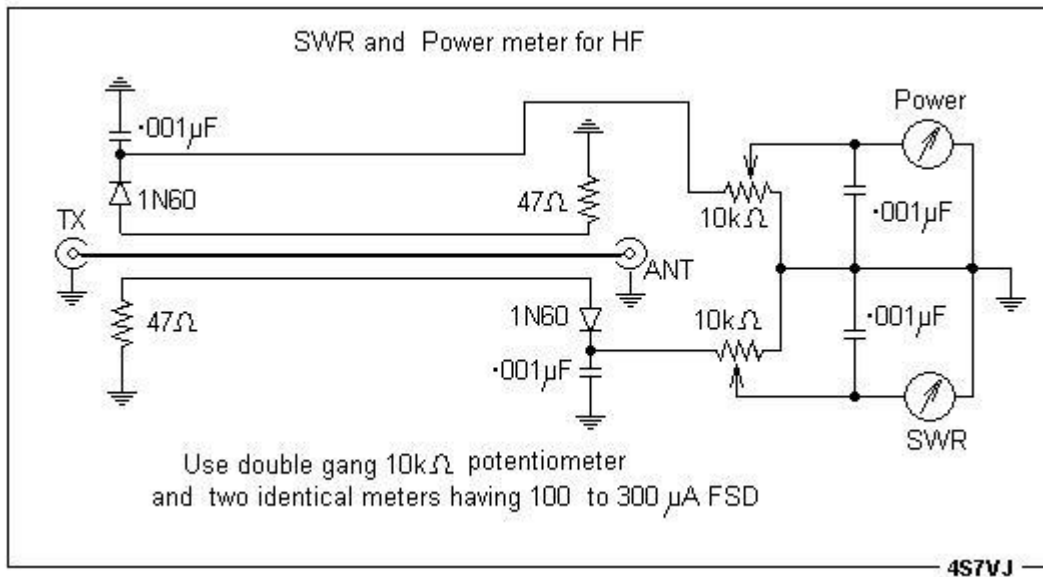 SWR and Power meter for HF
·001µF
Power
1N60
47Ω
10kΩ
·001µF
TX
ANT
47Ω
1N60
10kΩ
·001µF
·001µF
SWR
Use double gang 10kΩ potentiometer
and two identical meters having 100 to 300 µA FSD
4S7VJ